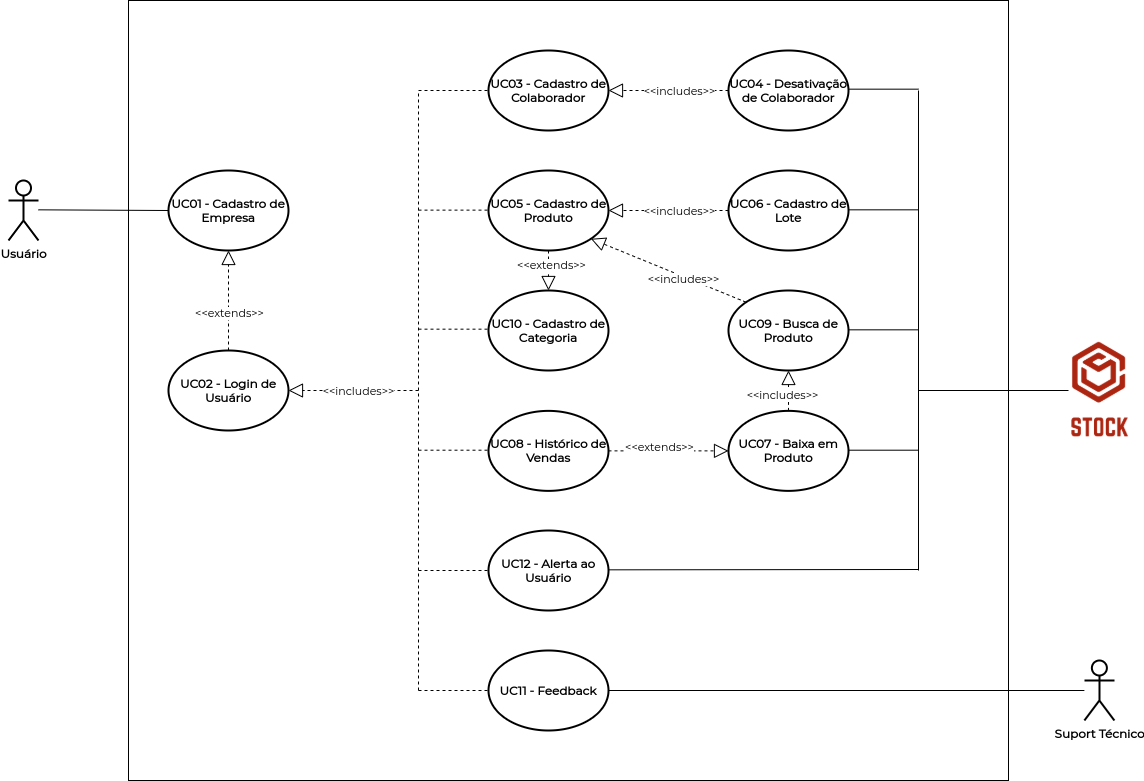 UC03 - Cadastro de
Colaborador
<<includes>>
UC04 - Desativação
de Colaborador
Usuário
UC01 - Cadastro de
Empresa
UC05 - Cadastro de
Produto
<<includes>>
UC06 - Cadastro de
Lote
<<extends>>
<<includes>>
<<extends>>
UC10 - Cadastro de
Categoria
UC09 - Busca de
Produto
UC02 - Login de
Usuário
<<includes>>
<<includes>>
STOCK
UC08 - Histórico de
Vendas
<<extends>>
UC07 - Baixa em
Produto
UC12 - Alerta ao
Usuário
UC11 - Feedback
Suport Técnico